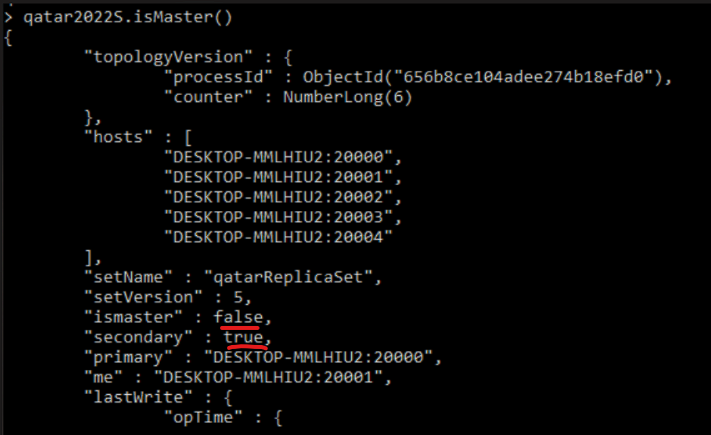 > qatar2022S.isMaster()
{
"topologyVersion" : {
"processId" : ObjectId("656b8ce104adee274b18efd0"),
"counter" : NumberLong(6)
},
"hosts" : [
"DESKTOP-MMLHIU2:20000",
"DESKTOP-MMLHIU2:20001",
"DESKTOP-MMLHIU2:20002",
"DESKTOP-MMLHIU2:20003",
"DESKTOP-MMLHIU2:20004"
],
"setName" : "qatarReplicaSet",
"setVersion" : 5,
"ismaster" : false,
"secondary" : true,
"primary" : "DESKTOP-MMLHIU2:20000",
"me" : "DESKTOP-MMLHIU2:20001",
"lastWrite" : {
"opTime" : {